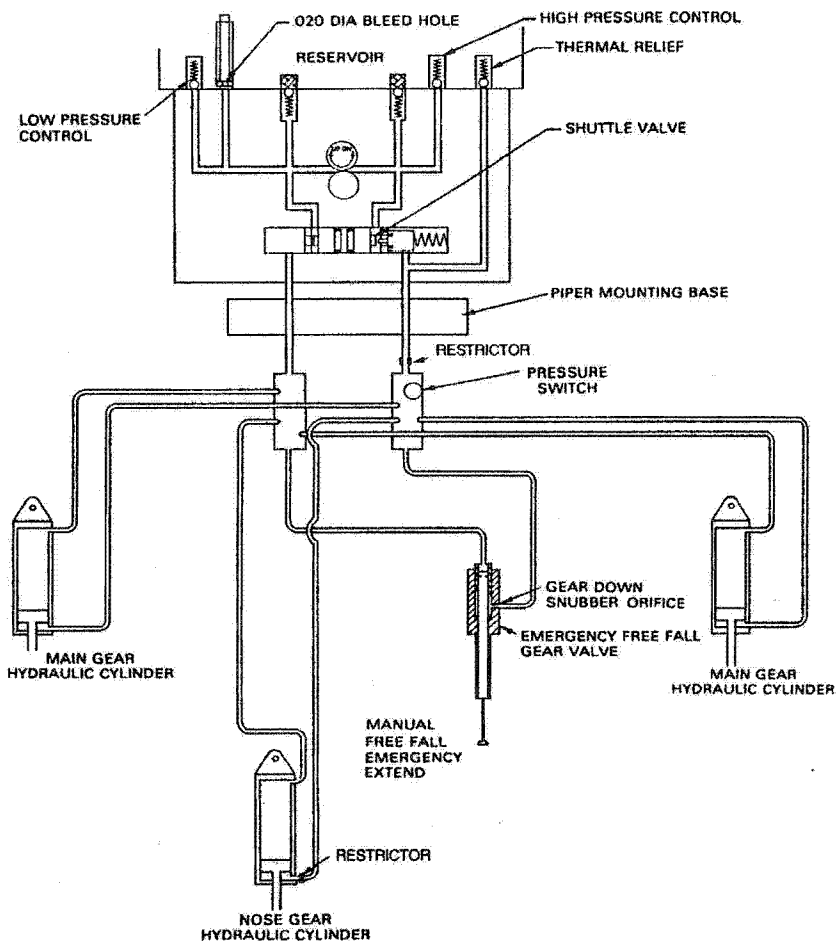 020 DIA BLEED HOLE
HIGH PRESSURE CONTROL
RESERVOIR
THERMAL RELIEF
LOW PRESSURE
CONTROL
SHUTTLE VALVE
PIPER MOUNTING BASE
RESTRICTOR
PRESSURE
SWITCH
GEAR DOWN
SNUBBER ORIFICE
EMERGENCY FREE FALL
GEAR VALVE
MAIN GEAR
HYDRAULIC CYLINDER
MAIN GEAR
HYDRAULIC CYLINDER
MANUAL
FREE FALL
EMERGENCY
EXTEND
RESTRICTOR
NOSE GEAR
HYDRAULIC CYLINDER